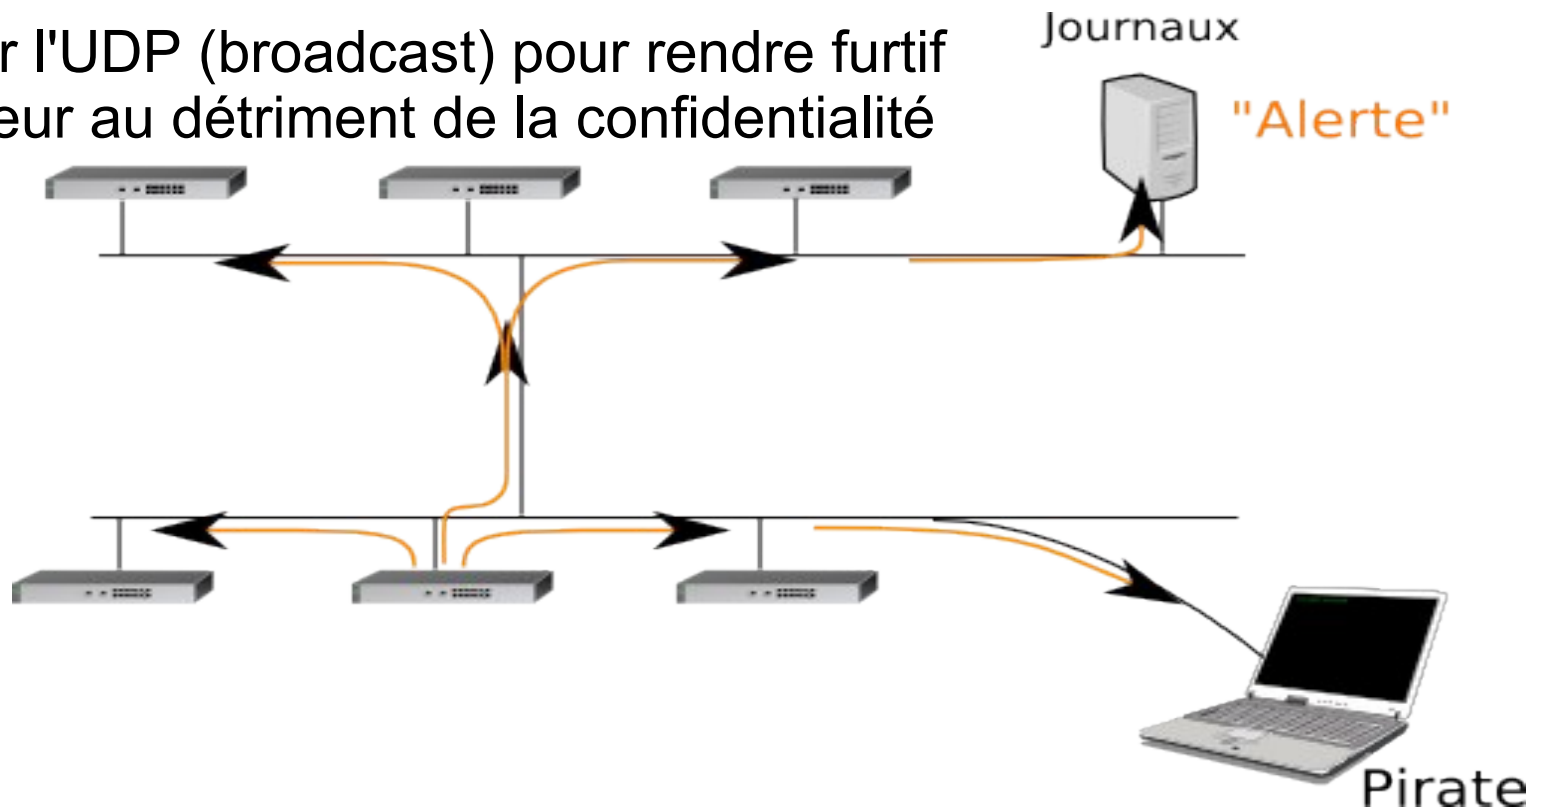 Journaux
r l'UDP (broadcast) pour rendre furtif
eur au détriment de la confidentialité
"Alerte"
Pirate